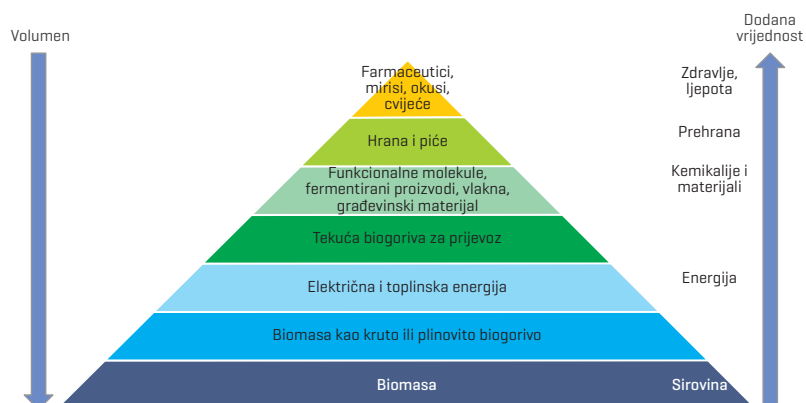 Volumen
Dodana
vrijednost
Farmaceutici,
mirisi, okusi,
cvijeće
Zdravlje,
ljepota
Hrana i piće
Prehrana
Funkcionalne molekule,
fermentirani proizvodi, vlakna,
građevinski materijal
Kemikalije i
materijali
Tekuća biogoriva za prijevoz
Električna i toplinska energija
Energija
Biomasa kao kruto ili plinovito biogorivo
Biomasa
Sirovina